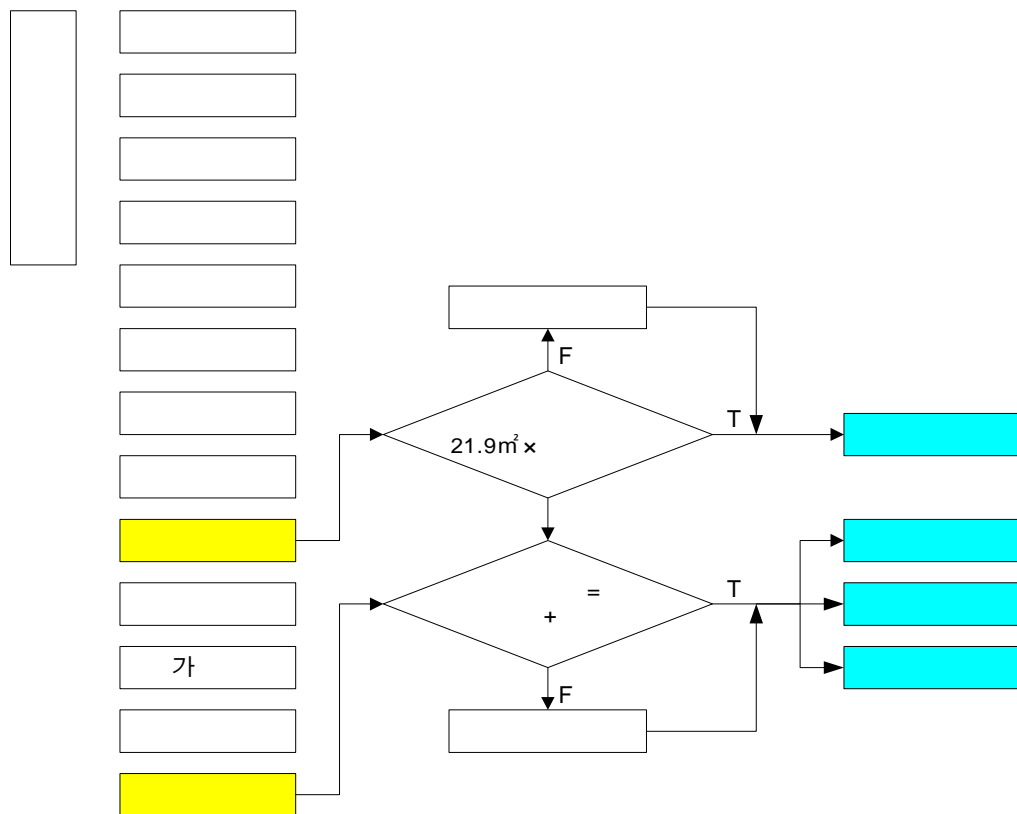 F
T
21.9㎡×
T
=
+
가
F